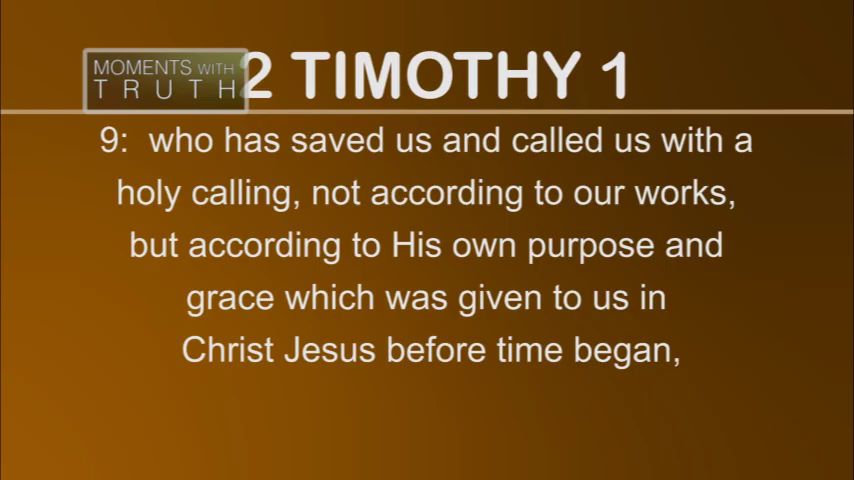 MOMENTS WITH
TRUTH
2 TIMOTHY 1
9: who has saved us and called us with a
holy calling, not according to our works,
but according to His own purpose and
grace which was given to us in
Christ Jesus before time began,